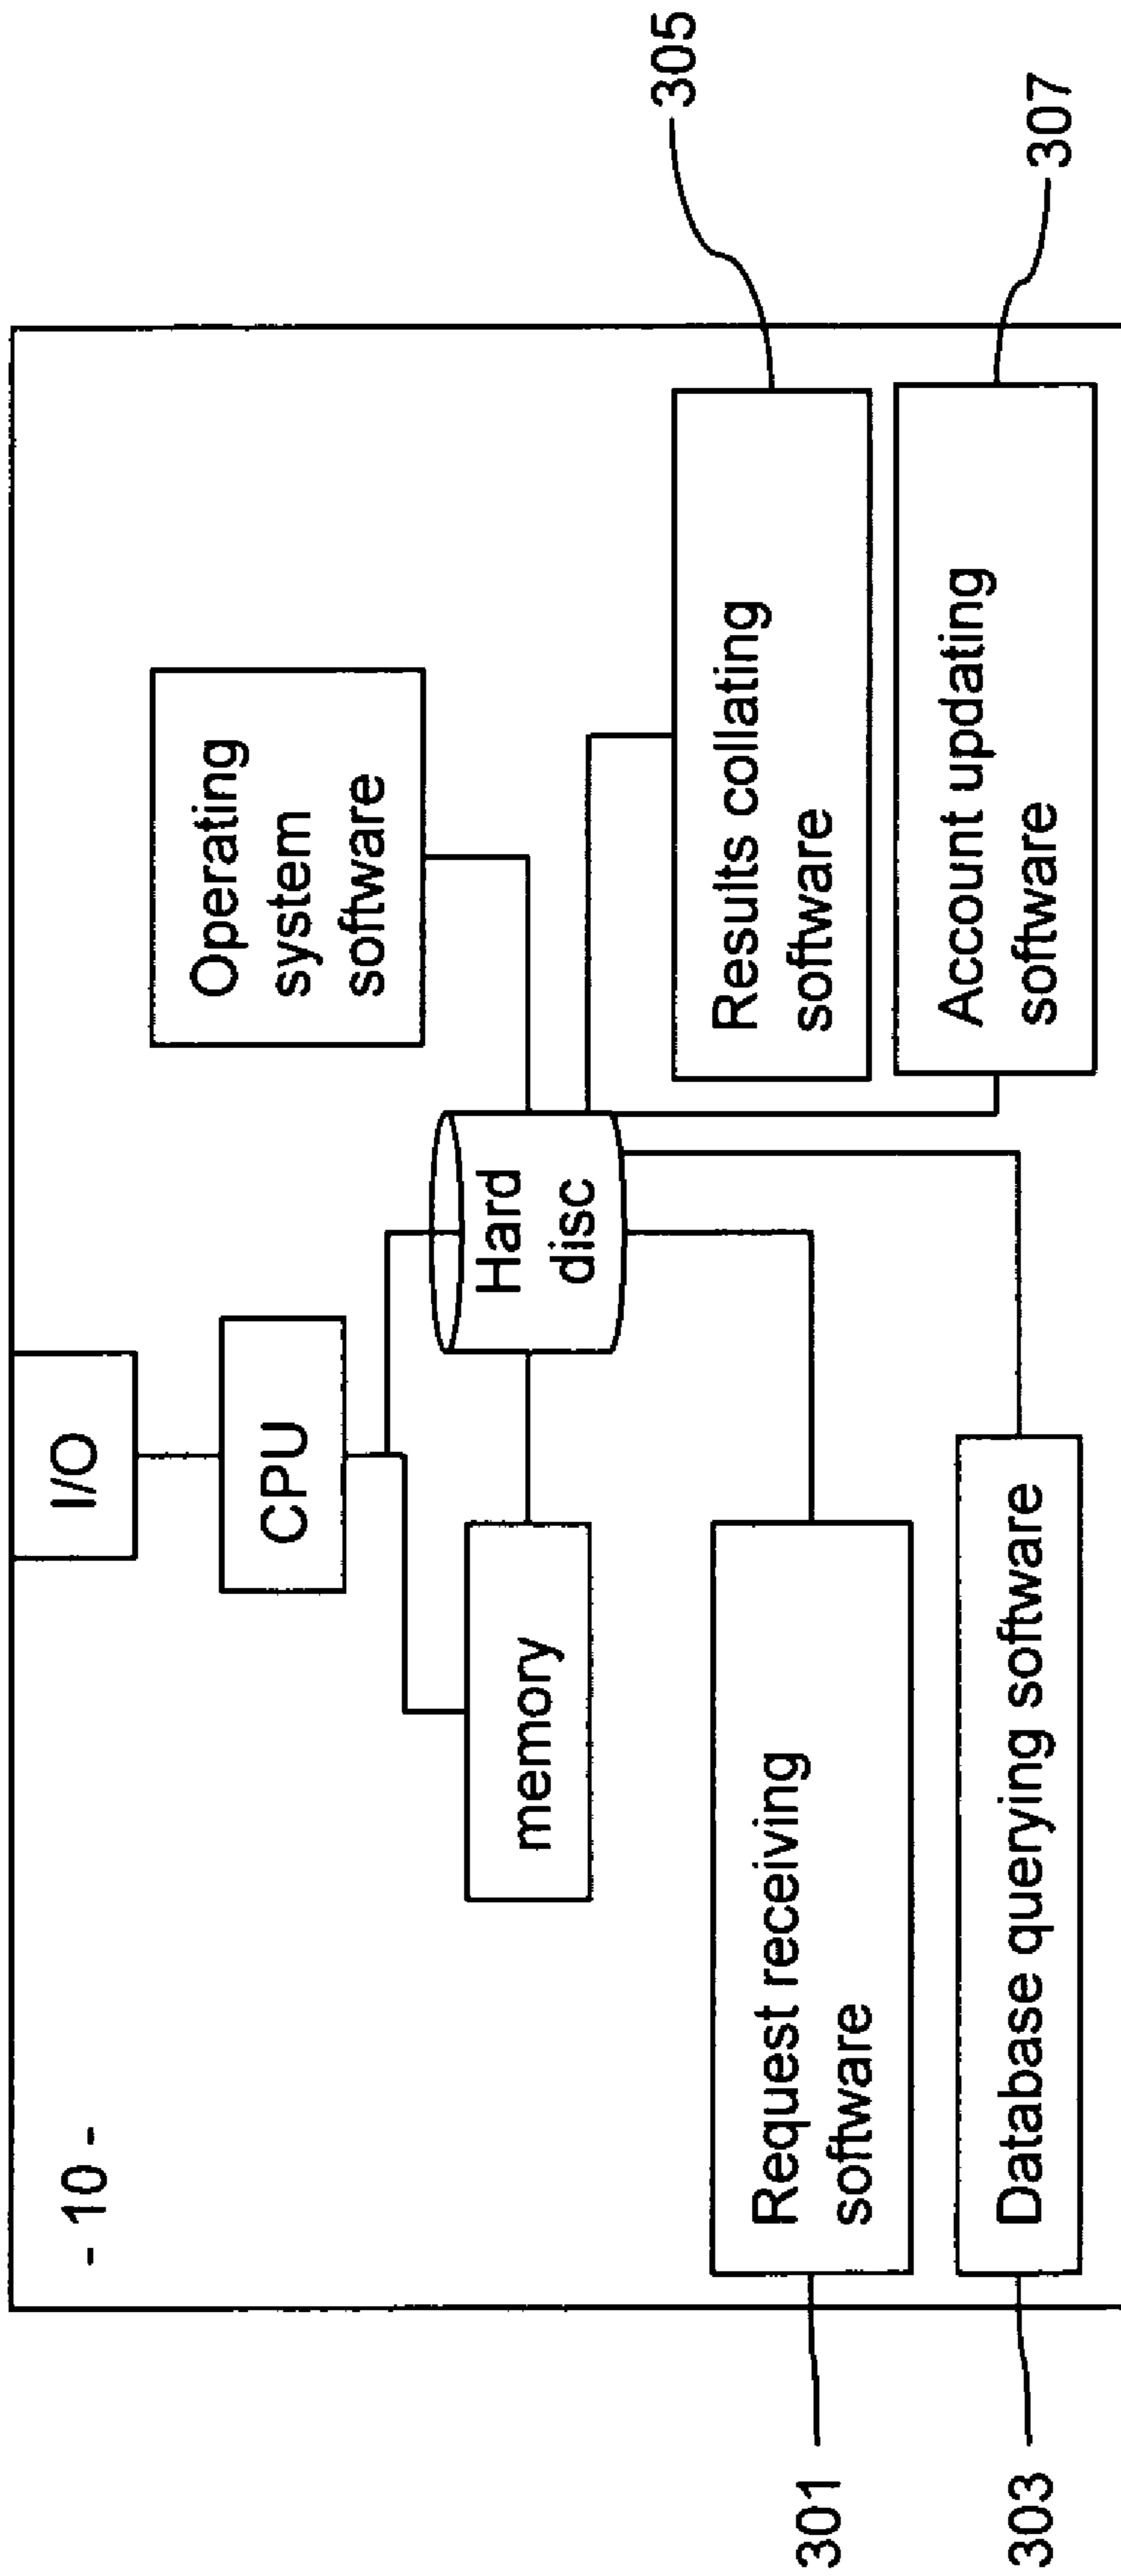 - 10 -
I/O
CPU
memory
Hard
disc
Operating
system
software
Request receiving
software
Database querying software
Results collating
software
Account updating
software
301
303
305
307